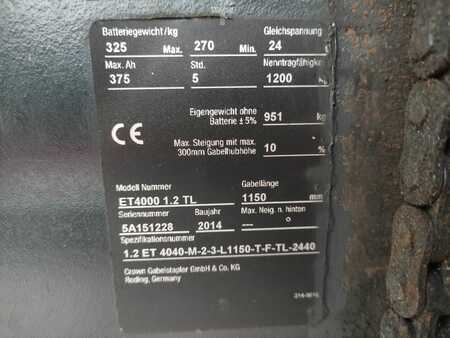 Batteriegewicht/kg Gleichspannung
325 Max. 270 Min. 24
Max. Ah Std. Nenntragfähigke
375 5 1200
Eigengewicht ohne
Batterie ± 5% 951 kg
CE
Max. Steigung mit max.
300mm Gabelhubhöhe 10 %
Modell Nummer Gabellänge
ET4000 1.2 TL 1150 mm
Seriennummer Baujahr Max. Neig. n. hinten
5A151228 2014 °
Spezifikationsnummer
1.2 ET 4040-M-2-3-L1150-T-F-TL-2440
Crown Gabelstapler GmbH & Co. KG
Roding, Germany